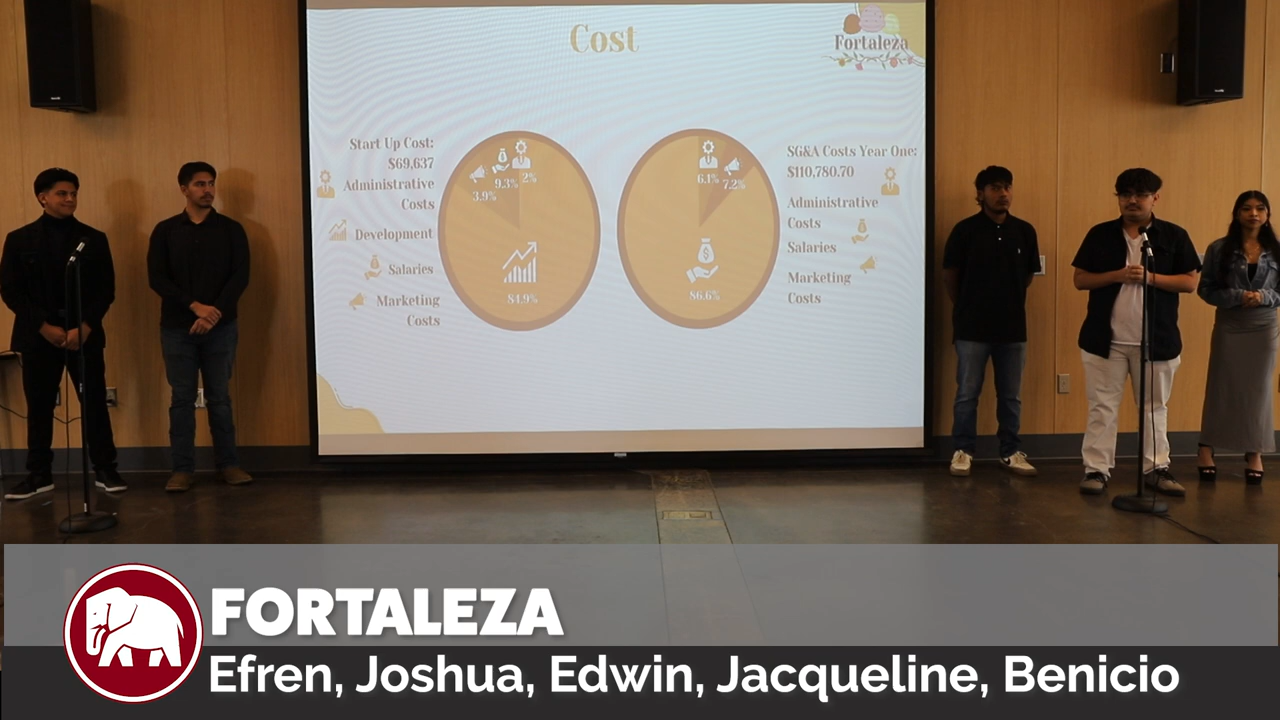 Cost
Fortaleza
Start Up Cost:
$69,637
Administrative
Costs
Development
Salaries
Marketing
Costs
3.9%
9.3%
2%
84.9%
6.1%
7.2%
86.6%
SG&A Costs Year One:
$110,780.70
Administrative
Costs
Salaries
Marketing
Costs
FORTALEZA
Efren, Joshua, Edwin, Jacqueline, Benicio